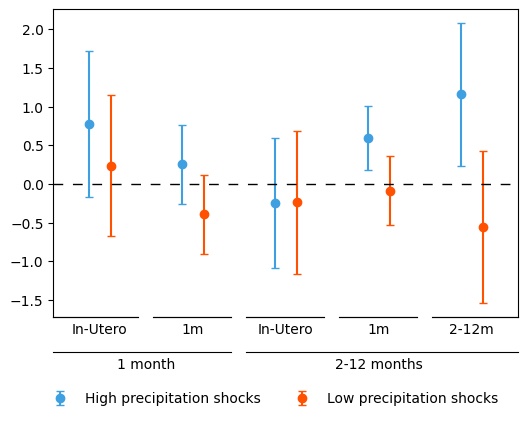 2.0
1.5
1.0
0.5
0.0
−0.5
−1.0
−1.5
In-Utero 1m In-Utero 1m 2-12m
1 month 2-12 months
High precipitation shocks Low precipitation shocks